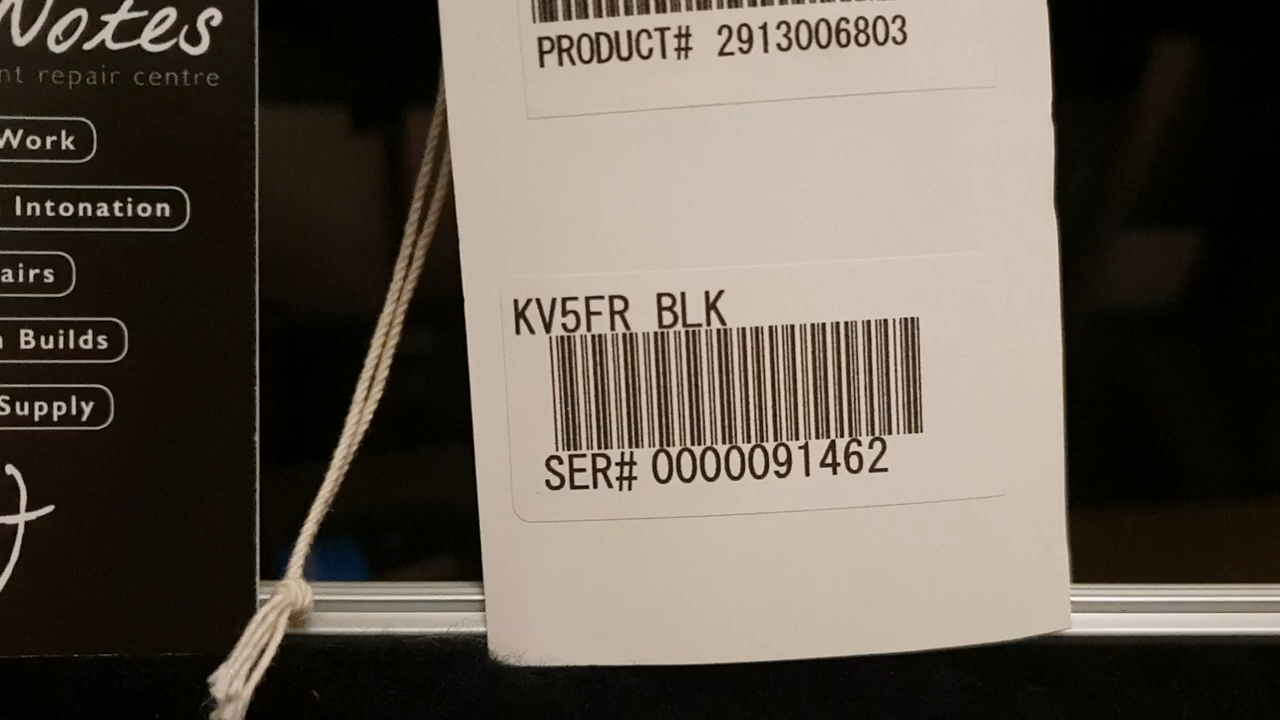 Notes
nt repair centre
Work
Intonation
airs
Builds
Supply
PRODUCT# 2913006803
KV5FR BLK
SER# 0000091462